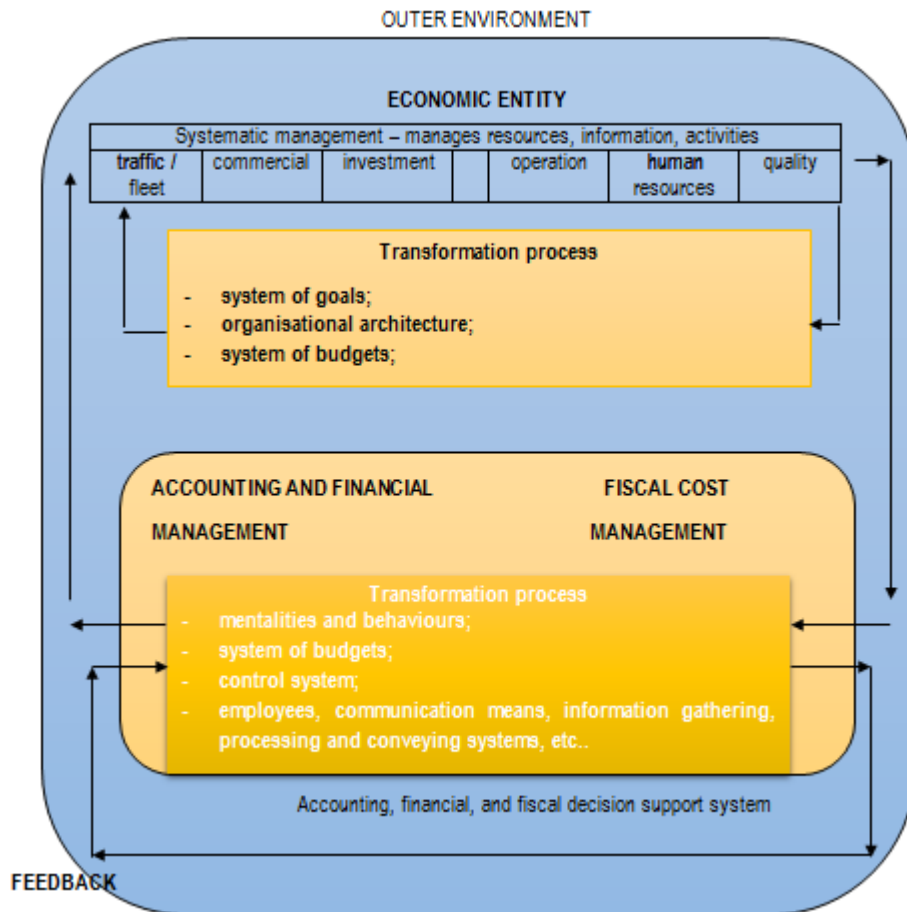 OUTER ENVIRONMENT
ECONOMIC ENTITY
Systematic management – manages resources, information, activities
traffic / fleet
commercial
investment
operation
human resources
quality
Transformation process
- system of goals;
- organisational architecture;
- system of budgets;
ACCOUNTING AND FINANCIAL
MANAGEMENT
FISCAL COST
MANAGEMENT
Transformation process
- mentalities and behaviours;
- system of budgets;
- control system;
- employees, communication means, information gathering,
processing and conveying systems, etc..
Accounting, financial, and fiscal decision support system
FEEDBACK